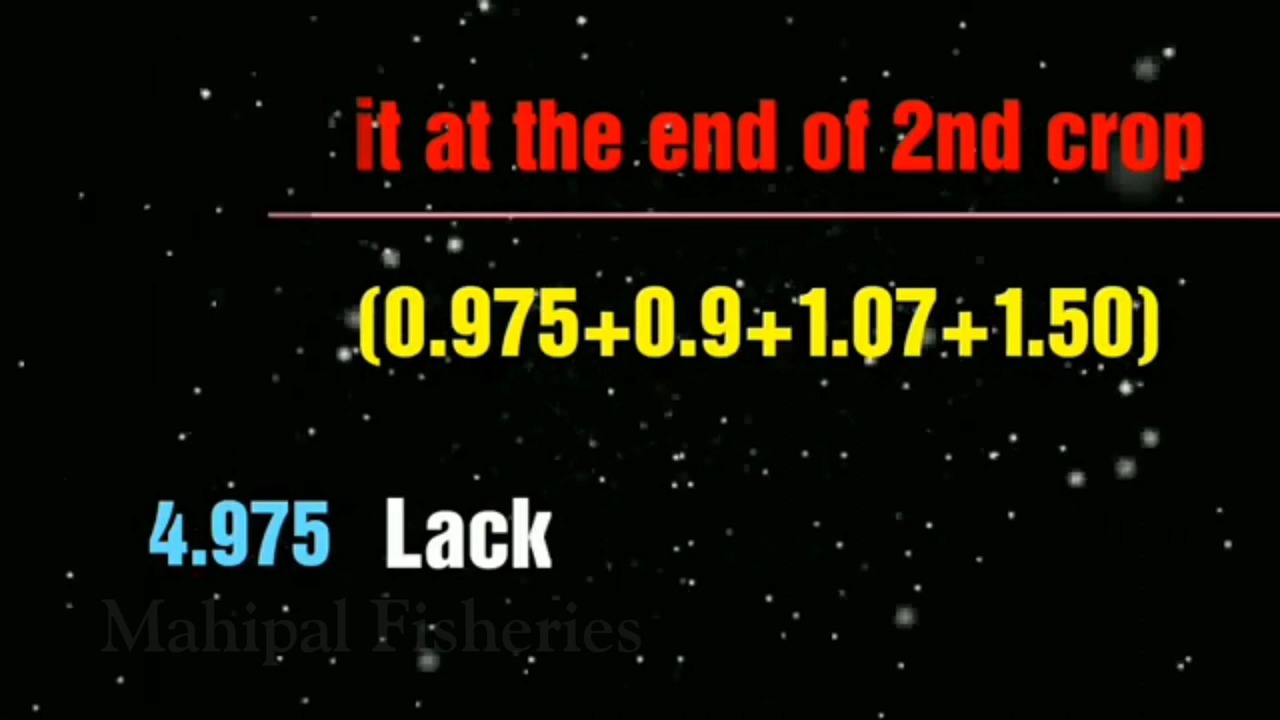 it at the end of 2nd crop
(0.975+0.9+1.07+1.50)
4.975 Lack
Mahipal Fisheries